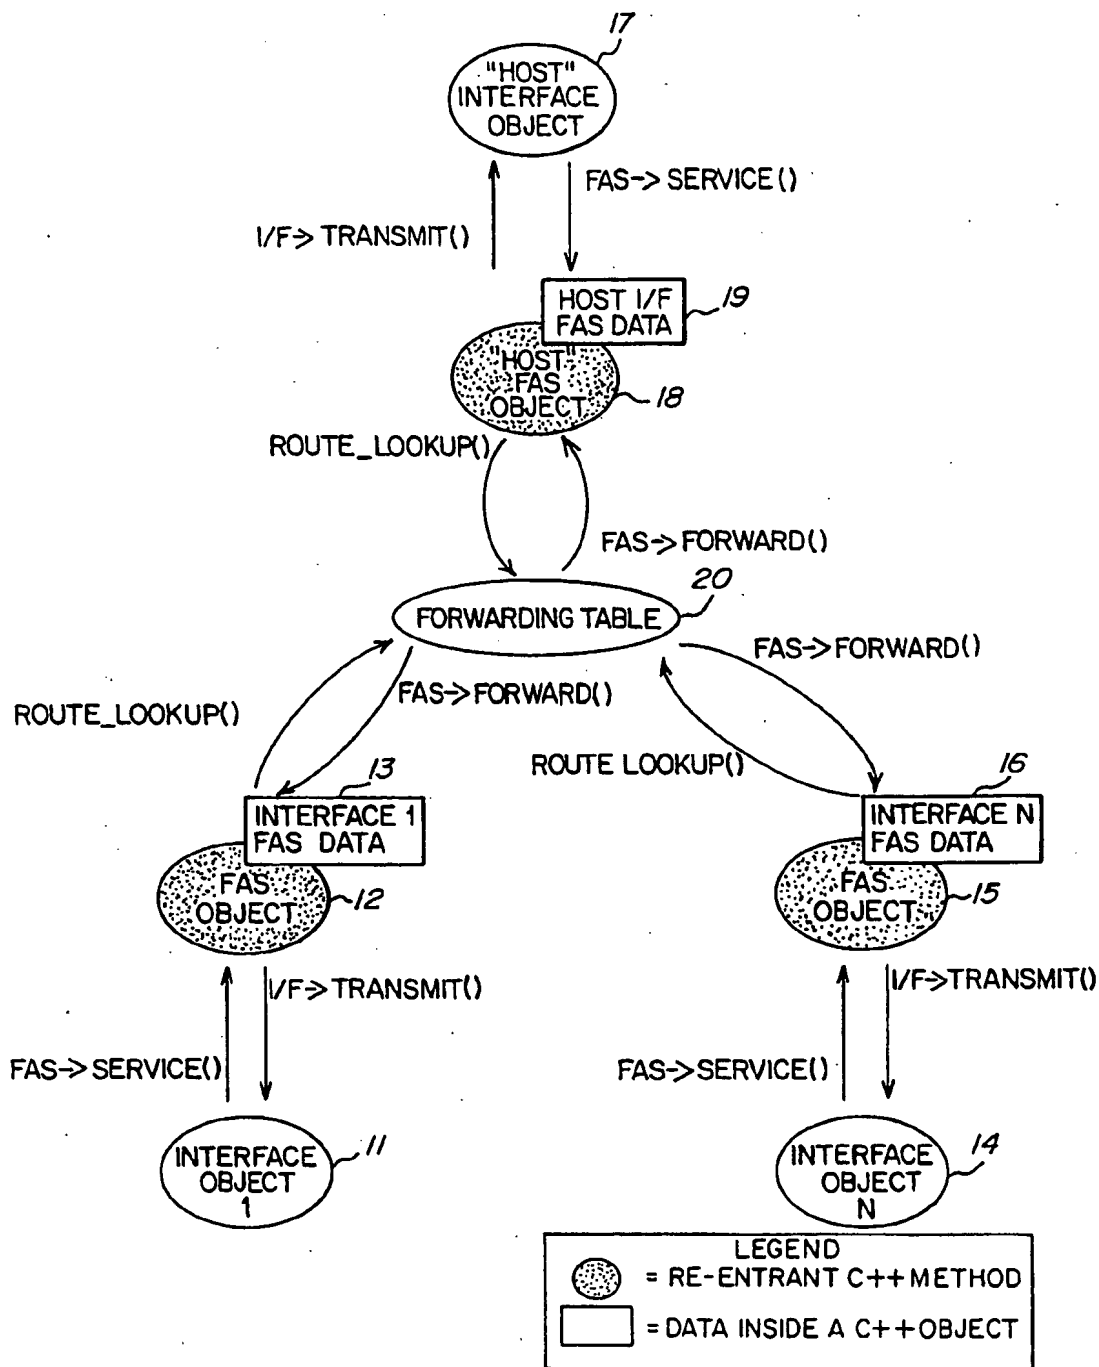 17
"HOST"
INTERFACE
OBJECT
FAS->SERVICE()
I/F->TRANSMIT()
HOST I/F
FAS DATA
19
"HOST"
FAS
OBJECT
18
ROUTE_LOOKUP()
FAS->FORWARD()
20
FORWARDING TABLE
FAS->FORWARD()
FAS->FORWARD()
ROUTE_LOOKUP()
ROUTE LOOKUP()
13
INTERFACE 1
FAS DATA
16
INTERFACE N
FAS DATA
FAS
OBJECT
12
FAS
OBJECT
15
I/F->TRANSMIT()
I/F->TRANSMIT()
FAS->SERVICE()
FAS->SERVICE()
INTERFACE
OBJECT
1
11
INTERFACE
OBJECT
N
14
LEGEND
= RE-ENTRANT C++ METHOD
= DATA INSIDE A C++ OBJECT